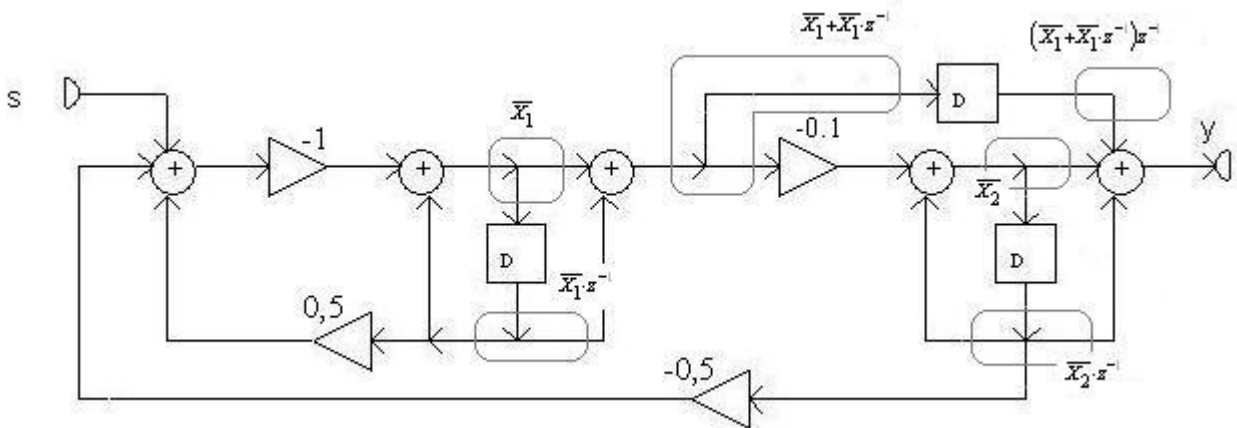 X̅₁+X̅₁·z⁻¹
(X̅₁+X̅₁·z⁻¹)z⁻¹
s
D
-1
X̅₁
-0.1
y
+
+
+
+
X̅₂
+
D
D
X̅₁·z⁻¹
0,5
-0,5
X̅₂·z⁻¹